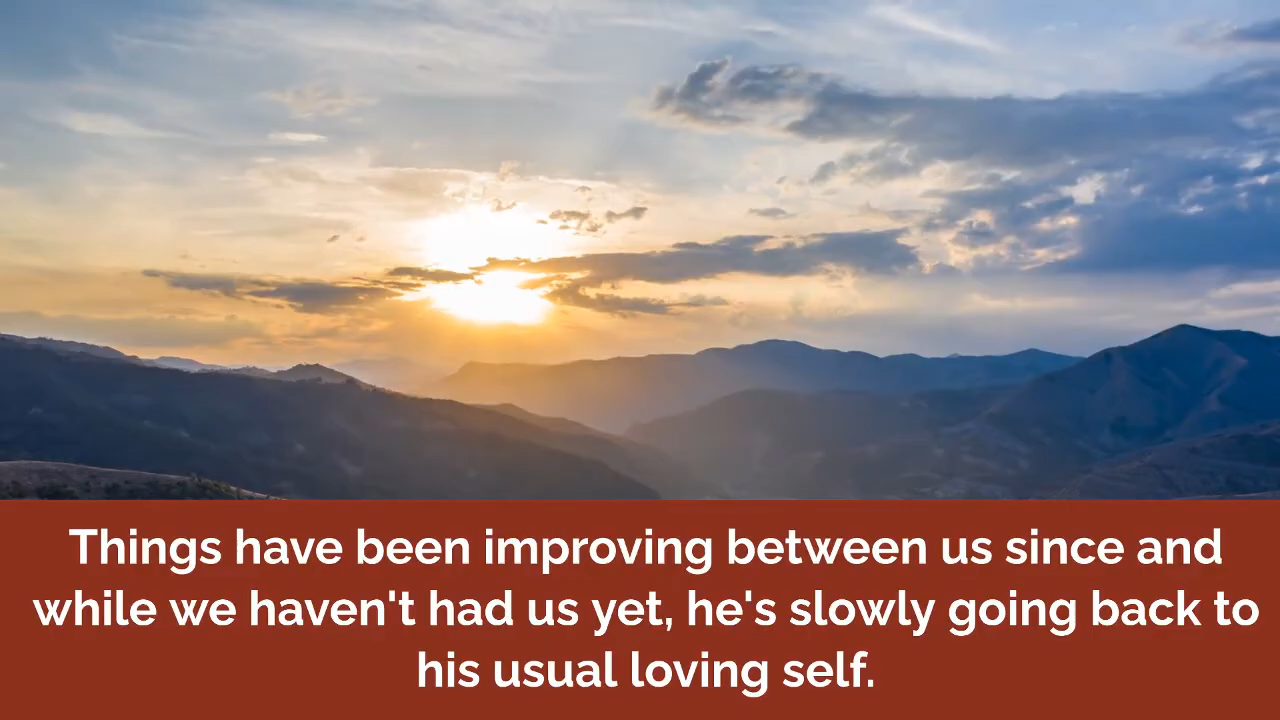 Things have been improving between us since and
while we haven't had us yet, he's slowly going back to
his usual loving self.